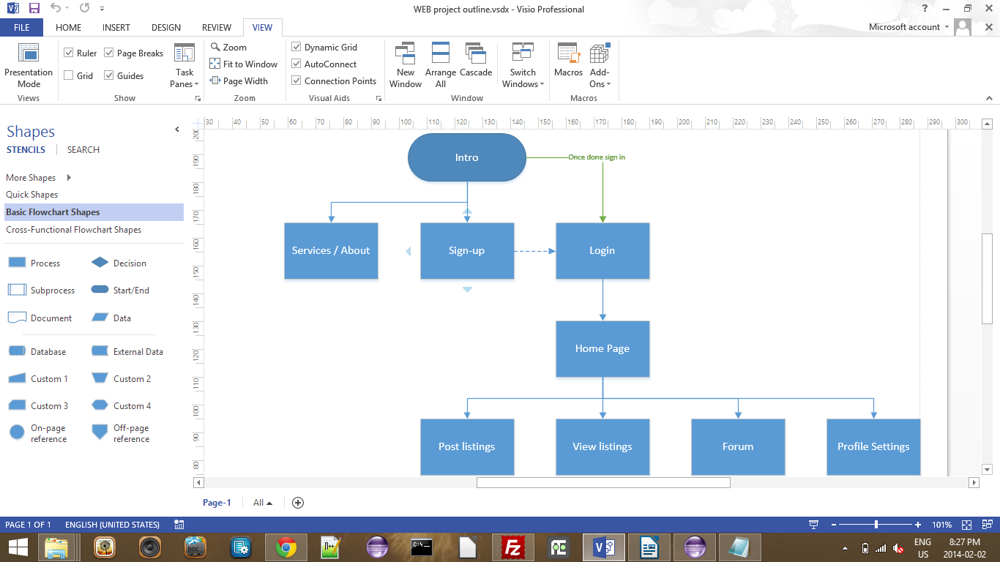 WEB project outline.vsdx - Visio Professional
?
FILE HOME INSERT DESIGN REVIEW VIEW
Microsoft account
Presentation Mode
Views
Ruler Page Breaks
Grid Guides
Task Panes
Show
Zoom
Fit to Window
Page Width
Zoom
Dynamic Grid
AutoConnect
Connection Points
Visual Aids
New Window
Arrange All
Cascade
Switch Windows
Window
Macros
Add-Ons
Macros
Shapes
STENCILS SEARCH
More Shapes
Quick Shapes
Basic Flowchart Shapes
Cross-Functional Flowchart Shapes
Process Decision
Subprocess Start/End
Document Data
Database External Data
Custom 1 Custom 2
Custom 3 Custom 4
On-page reference
Off-page reference
30 40 50 60 70 80 90 100 110 120 130 140 150 160 170 180 190 200 210 220 230 240 250 260 270 280 290 300
200
190
180
170
160
150
140
130
120
110
100
90
80
Intro
Once done sign in
Services / About
Sign-up
Login
Home Page
Post listings
View listings
Forum
Profile Settings
Page-1 All
PAGE 1 OF 1 ENGLISH (UNITED STATES) 101%
DOC
N++
C:\
Fz
PE
V
ENG
US
8:27 PM
2014-02-02